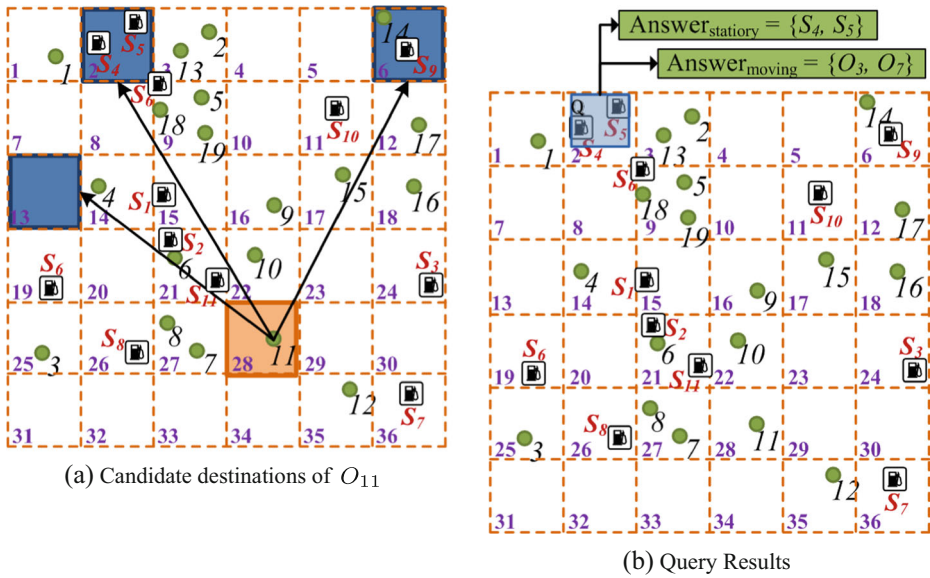 S5 2 14
1 1 2 S4 3 13 4 5 6 S9
S6 5 S10
18 17
7 8 9 19 10 11 12
4 S1 15 16
13 14 15 16 9 17 18
S6 S2 6 10 S3
19 20 21 S11 22 23 24
8
25 3 26 S8 27 7 28 11 29 30
12
31 32 33 34 35 36 S7
(a) Candidate destinations of O11
Answerstatiory = {S4, S5}
Answermoving = {O3, O7}
Q S5 2 14
1 1 2 S4 3 13 4 5 6 S9
S6 5 S10
7 8 9 18 19 10 11 12 17
4 S1 15 16
13 14 15 16 9 17 18
S6 S2 6 10 S3
19 20 21 S11 22 23 24
8
25 3 26 S8 27 7 28 11 29 30
12 S7
31 32 33 34 35 36
(b) Query Results